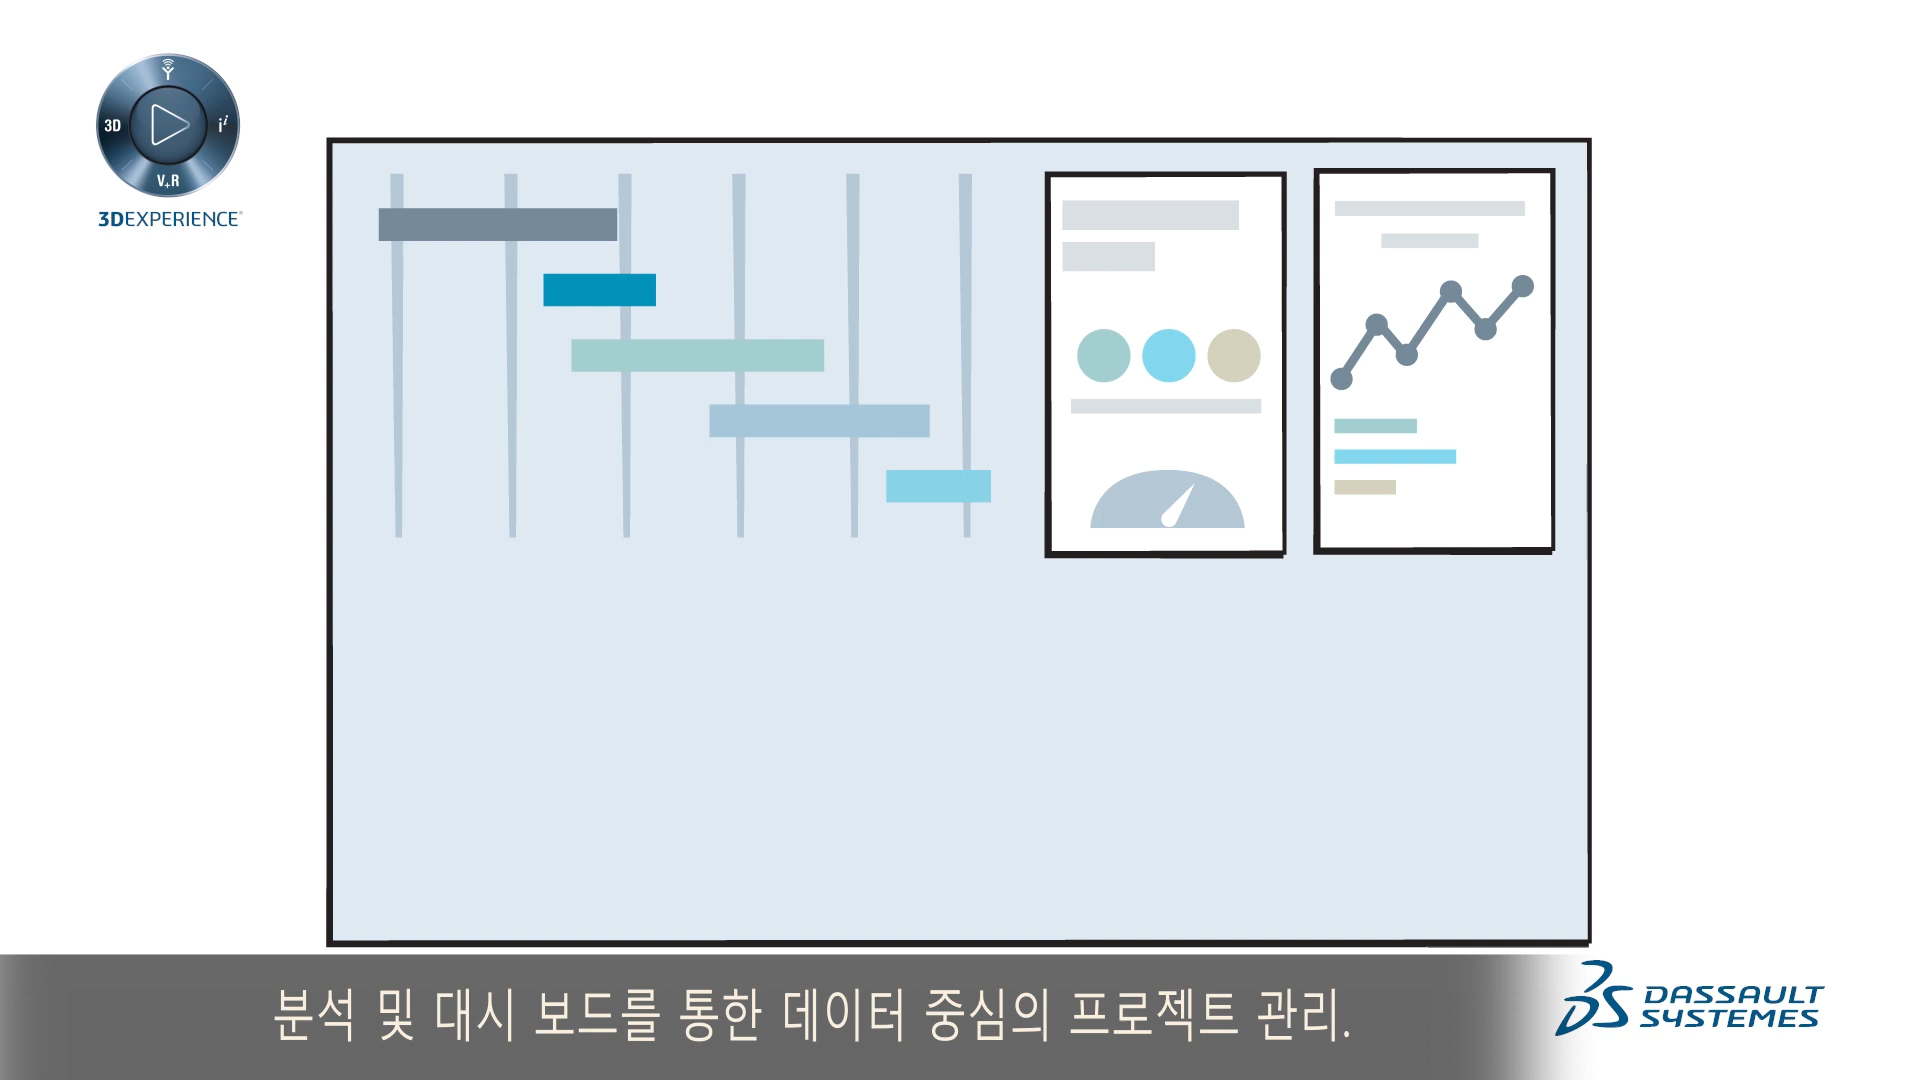 3D
i i
V+R
3DEXPERIENCE®
분석 및 대시 보드를 통한 데이터 중심의 프로젝트 관리.
DASSAULT
SYSTEMES